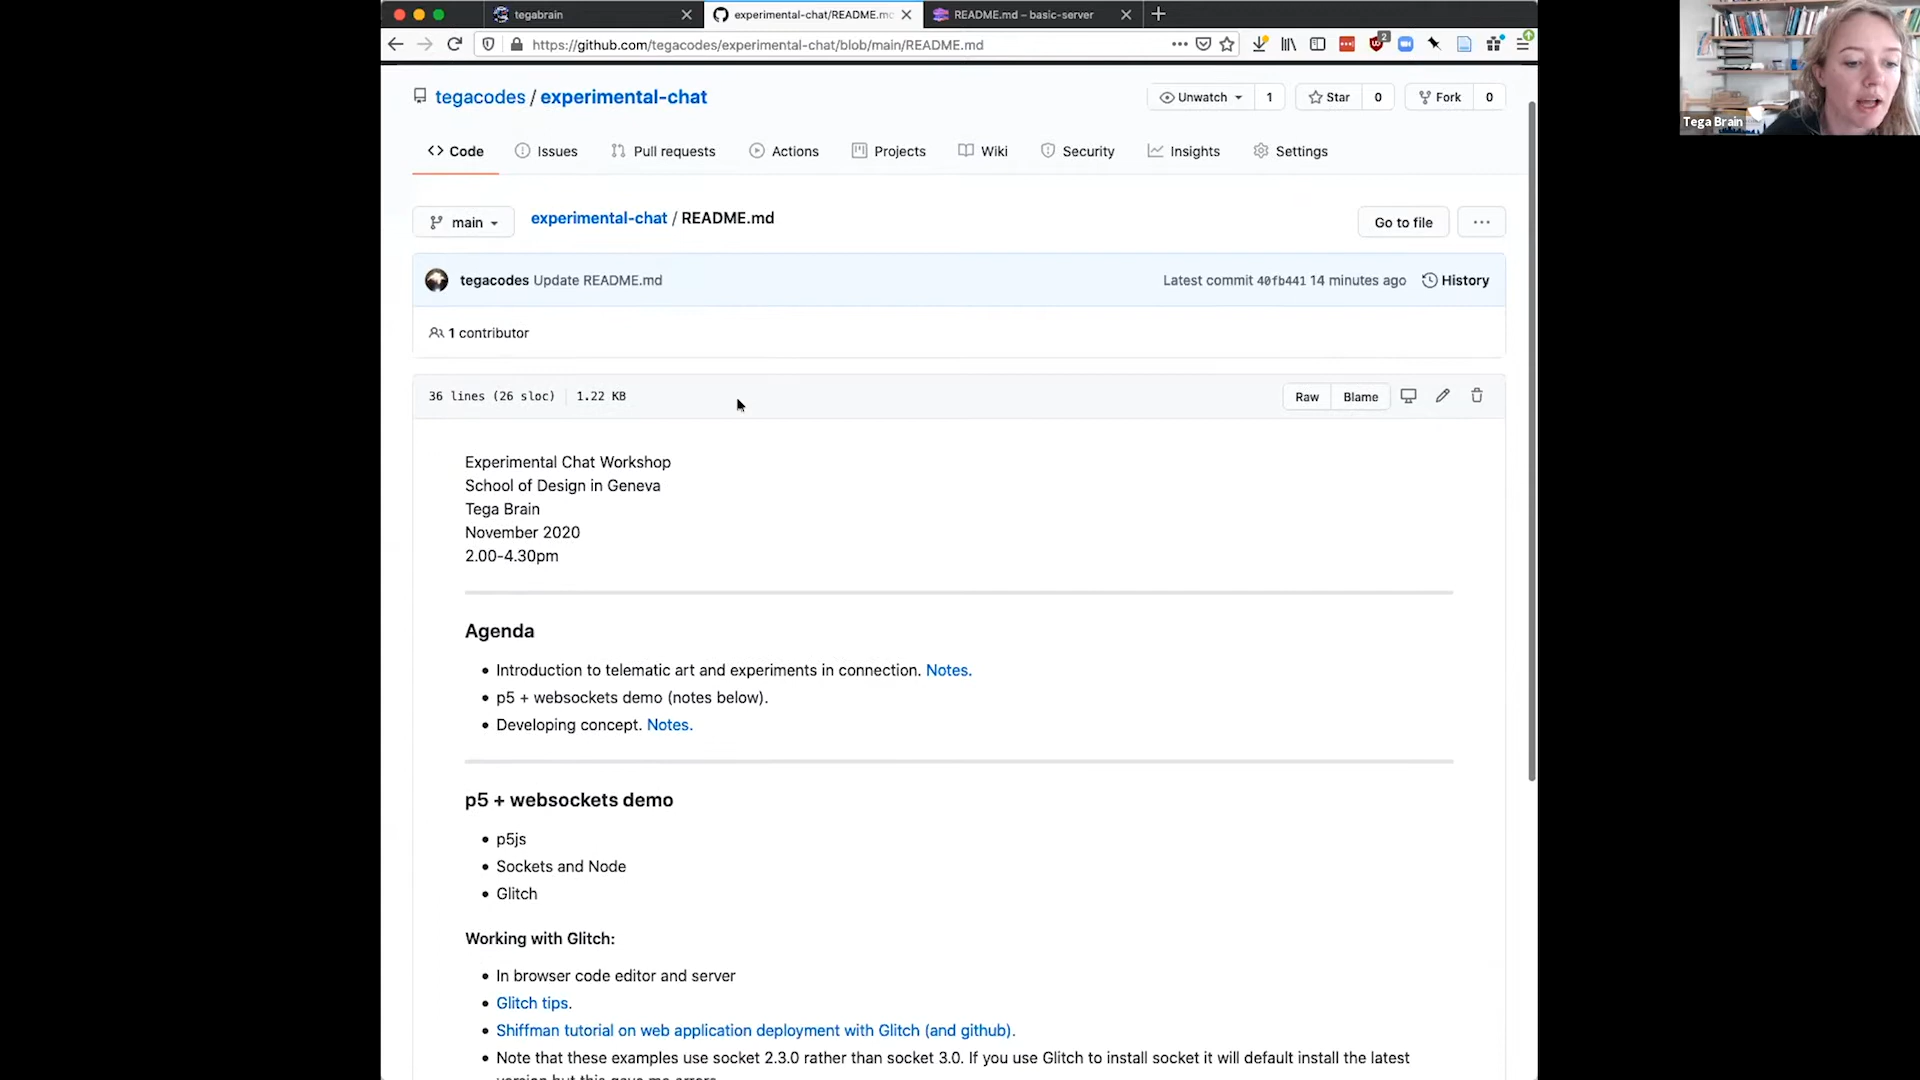 tegabrain
experimental-chat/README.m
README.md – basic-server
https://github.com/tegacodes/experimental-chat/blob/main/README.md
2
Tega Brain
tegacodes / experimental-chat
Unwatch 1 Star 0 Fork 0
Code Issues Pull requests Actions Projects Wiki Security Insights Settings
main experimental-chat / README.md Go to file
tegacodes Update README.md Latest commit 40fb441 14 minutes ago History
1 contributor
36 lines (26 sloc) 1.22 KB Raw Blame
Experimental Chat Workshop
School of Design in Geneva
Tega Brain
November 2020
2.00-4.30pm
Agenda
• Introduction to telematic art and experiments in connection. Notes.
• p5 + websockets demo (notes below).
• Developing concept. Notes.
p5 + websockets demo
• p5js
• Sockets and Node
• Glitch
Working with Glitch:
• In browser code editor and server
• Glitch tips.
• Shiffman tutorial on web application deployment with Glitch (and github).
• Note that these examples use socket 2.3.0 rather than socket 3.0. If you use Glitch to install socket it will default install the latest
version but this gave me errors